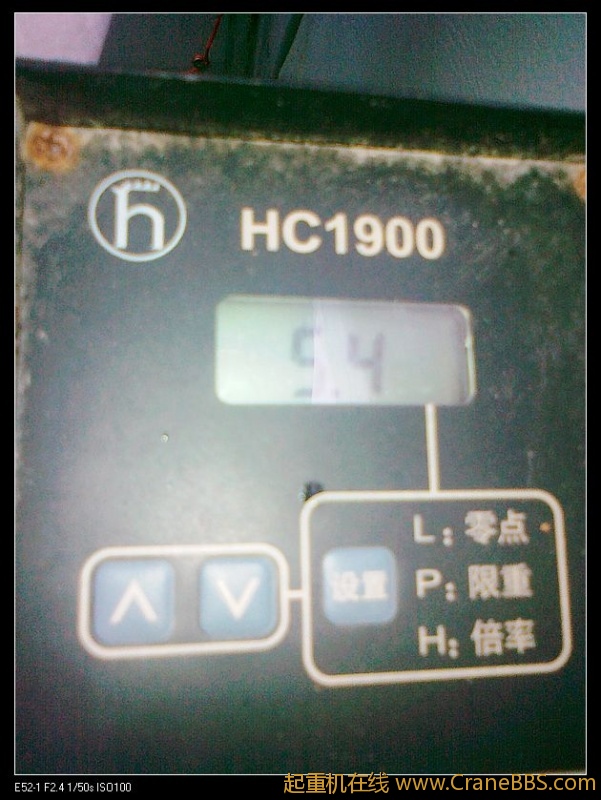 h
HC1900
5.4
L: 零点
设置
P: 限重
H: 倍率
E52-1 F2.4 1/50s ISO100
起重机在线 www.CraneBBS.com